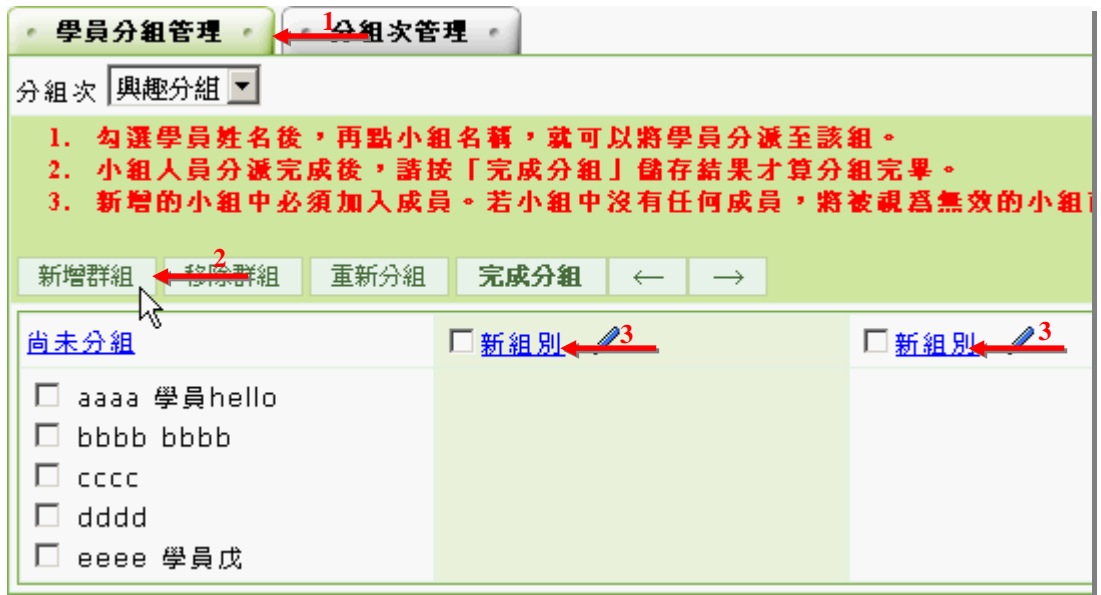 學員分組管理 1 分組次管理
分組次 興趣分組
1. 勾選學員姓名後，再點小組名稱，就可以將學員分派至該組。
2. 小組人員分派完成後，請按「完成分組」儲存結果才算分組完畢。
3. 新增的小組中必須加入成員。若小組中沒有任何成員，將被視為無效的小組
新增群組 2 移除群組 重新分組 完成分組 ← →
尚未分組 新組別 3 新組別 3
aaaa 學員hello
bbbb bbbb
cccc
dddd
eeee 學員戊